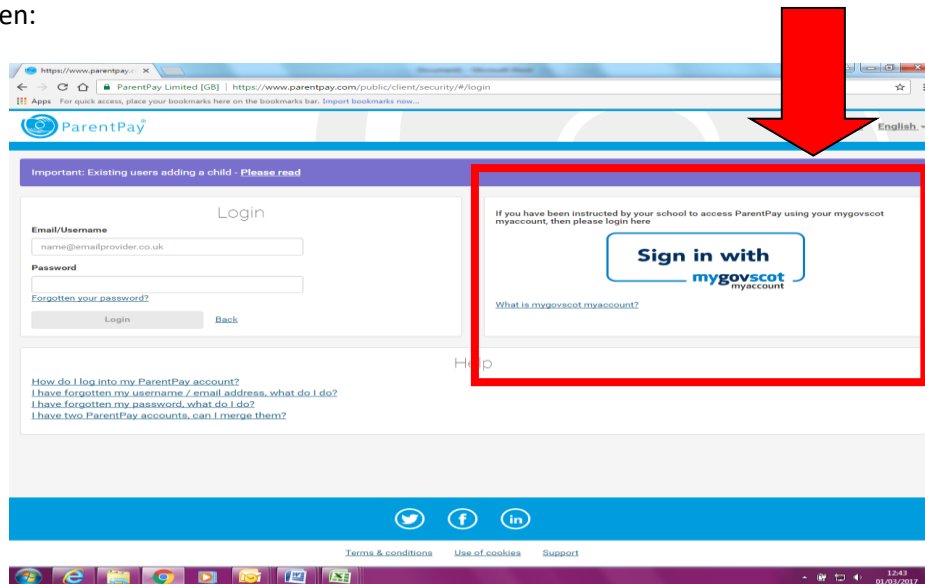 en:
https://www.parentpay.c
ParentPay Limited [GB] | https://www.parentpay.com/public/client/security/#/login
Apps For quick access, place your bookmarks here on the bookmarks bar. Import bookmarks now...
ParentPay
English
Important: Existing users adding a child - Please read
Login
Email/Username
name@emailprovider.co.uk
Password
Forgotten your password?
Login Back
If you have been instructed by your school to access ParentPay using your mygovscot
myaccount, then please login here
Sign in with
mygovscot
myaccount
What is mygovscot myaccount?
Help
How do I log into my ParentPay account?
I have forgotten my username / email address, what do I do?
I have forgotten my password, what do I do?
I have two ParentPay accounts, can I merge them?
Terms & conditions Use of cookies Support
12:43
01/03/2017